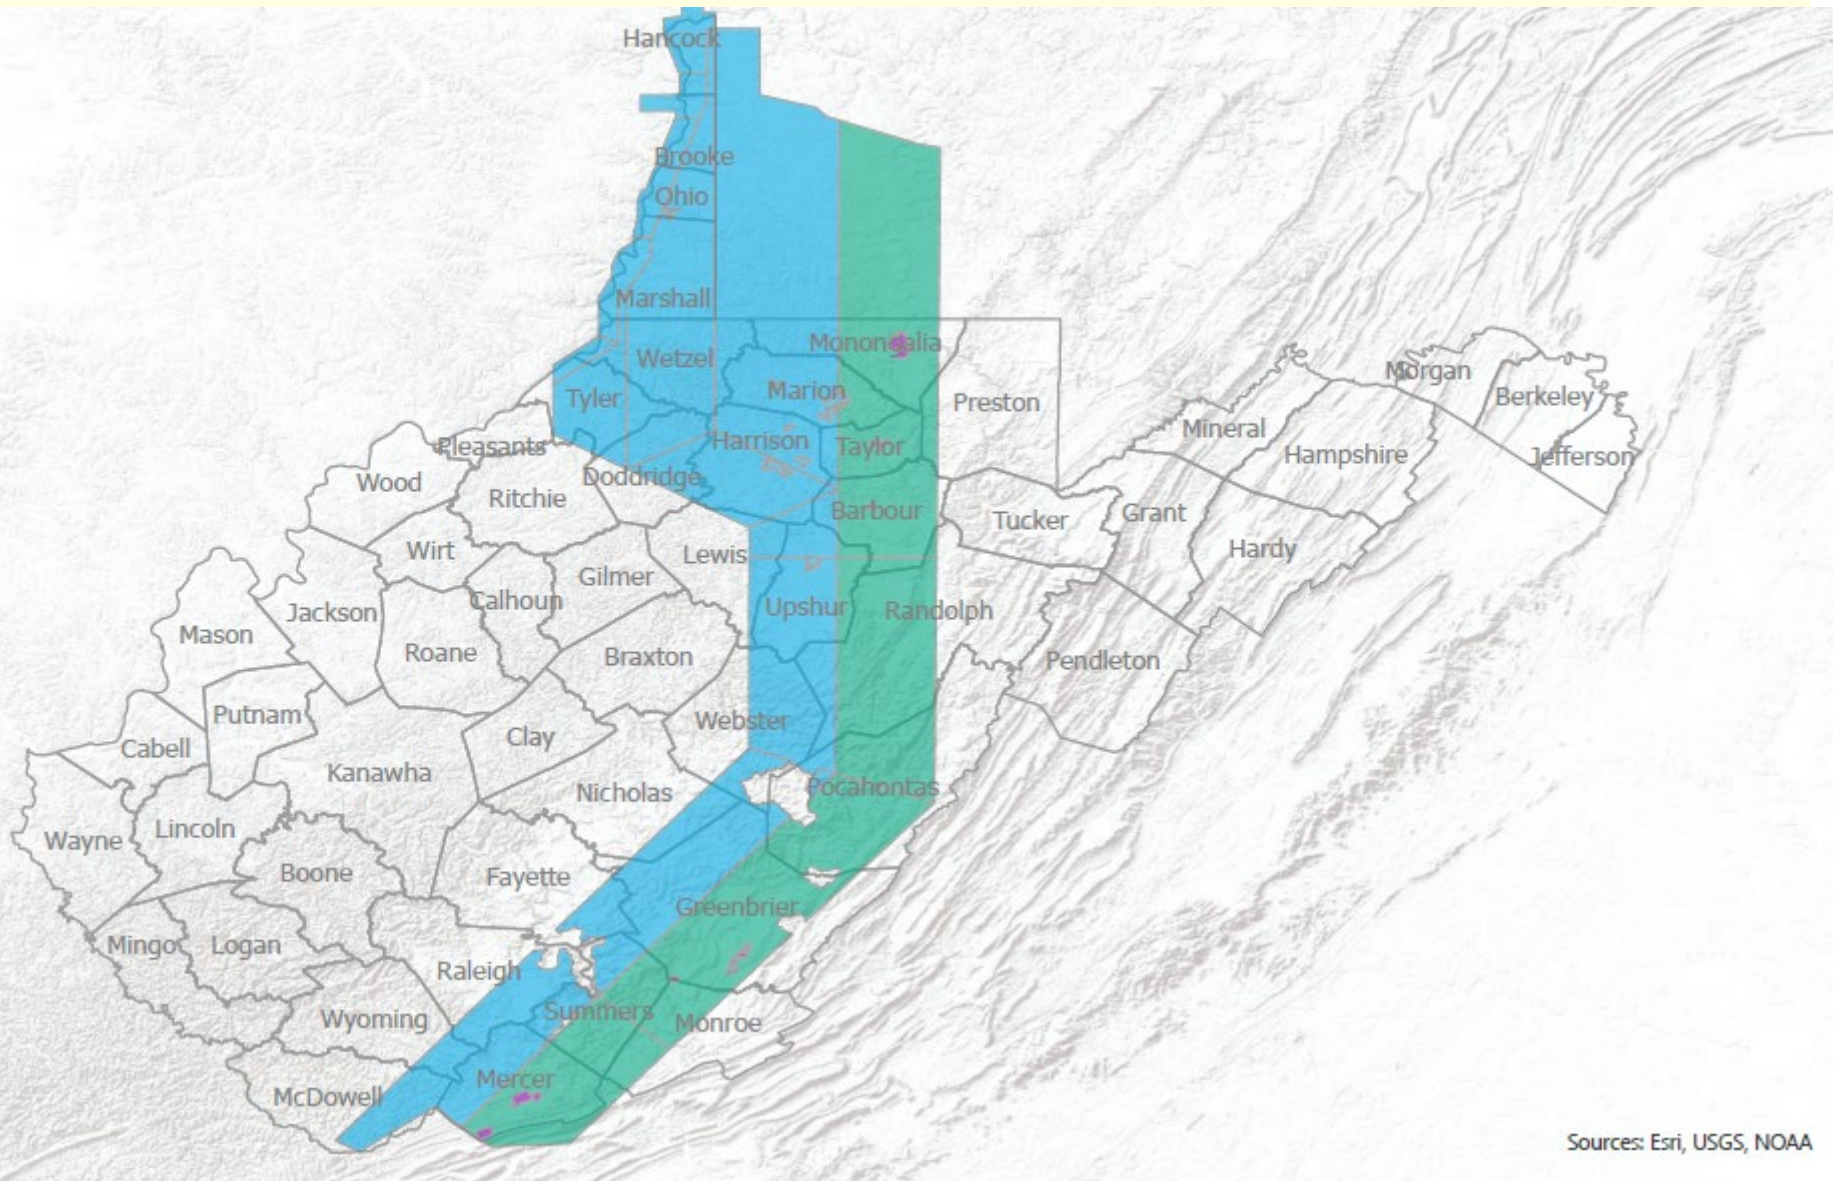 Hancock
Brooke
Ohio
Marshall
Monongalia
Wetzel
Morgan
Marion
Tyler
Berkeley
Preston
Mineral
Harrison
Pleasants
Taylor
Hampshire
Jefferson
Doddridge
Wood
Ritchie
Barbour
Grant
Tucker
Wirt
Lewis
Hardy
Gilmer
Calhoun
Upshur
Randolph
Jackson
Mason
Roane
Braxton
Pendleton
Putnam
Webster
Clay
Cabell
Kanawha
Pocahontas
Nicholas
Lincoln
Wayne
Boone
Fayette
Greenbrier
Mingo
Logan
Raleigh
Summers
Wyoming
Monroe
Mercer
McDowell
Sources: Esri, USGS, NOAA